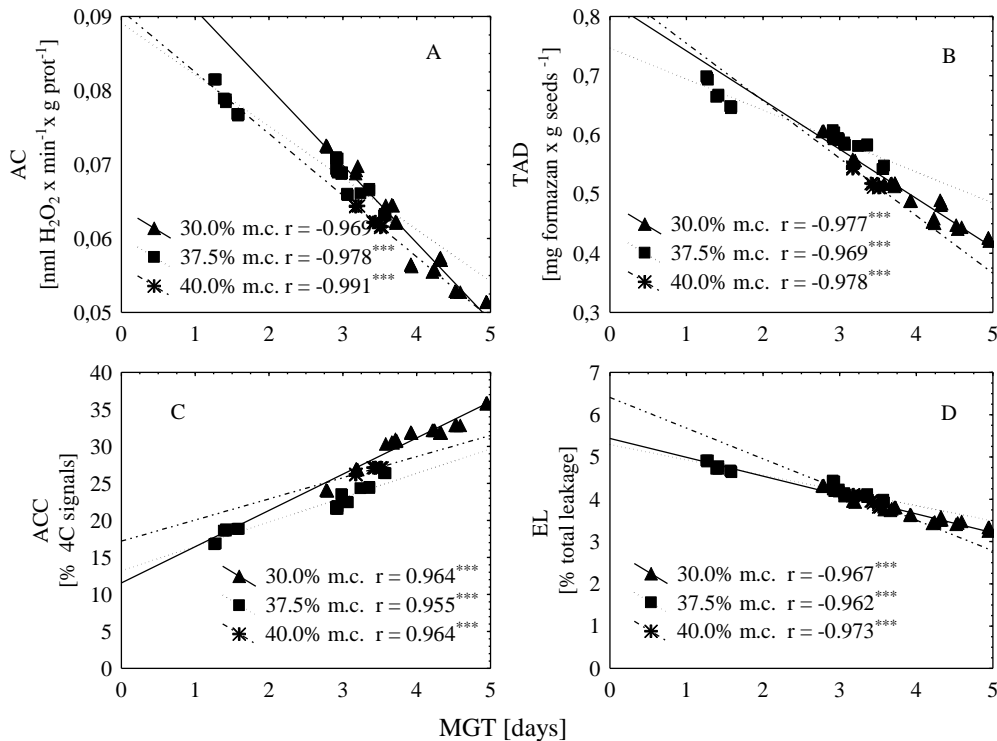 0,09
0,08
0,07
0,06
0,05
AC
[nml H₂O₂ x min⁻¹x g prot⁻¹]
A
30.0% m.c. r = -0.969
37.5% m.c. r = -0.978***
40.0% m.c. r = -0.991***
0 1 2 3 4 5
0,8
0,7
0,6
0,5
0,4
0,3
TAD
[mg formazan x g seeds ⁻¹]
B
30.0% m.c. r = -0.977***
37.5% m.c. r = -0.969***
40.0% m.c. r = -0.978***
0 1 2 3 4 5
40
35
30
25
20
15
10
5
0
ACC
[% 4C signals]
C
30.0% m.c. r = 0.964***
37.5% m.c. r = 0.955***
40.0% m.c. r = 0.964***
0 1 2 3 4 5
7
6
5
4
3
2
1
0
EL
[% total leakage]
D
30.0% m.c. r = -0.967***
37.5% m.c. r = -0.962***
40.0% m.c. r = -0.973***
0 1 2 3 4 5
MGT [days]